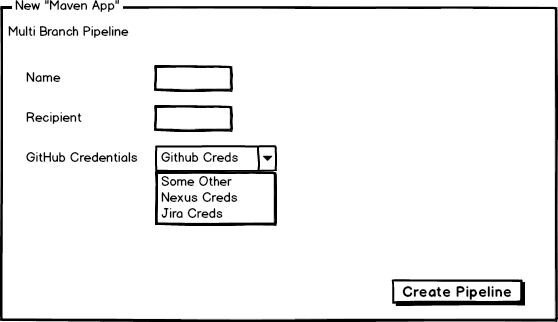 New "Maven App"
Multi Branch Pipeline
Name
Recipient
GitHub Credentials
Github Creds
Some Other
Nexus Creds
Jira Creds
Create Pipeline